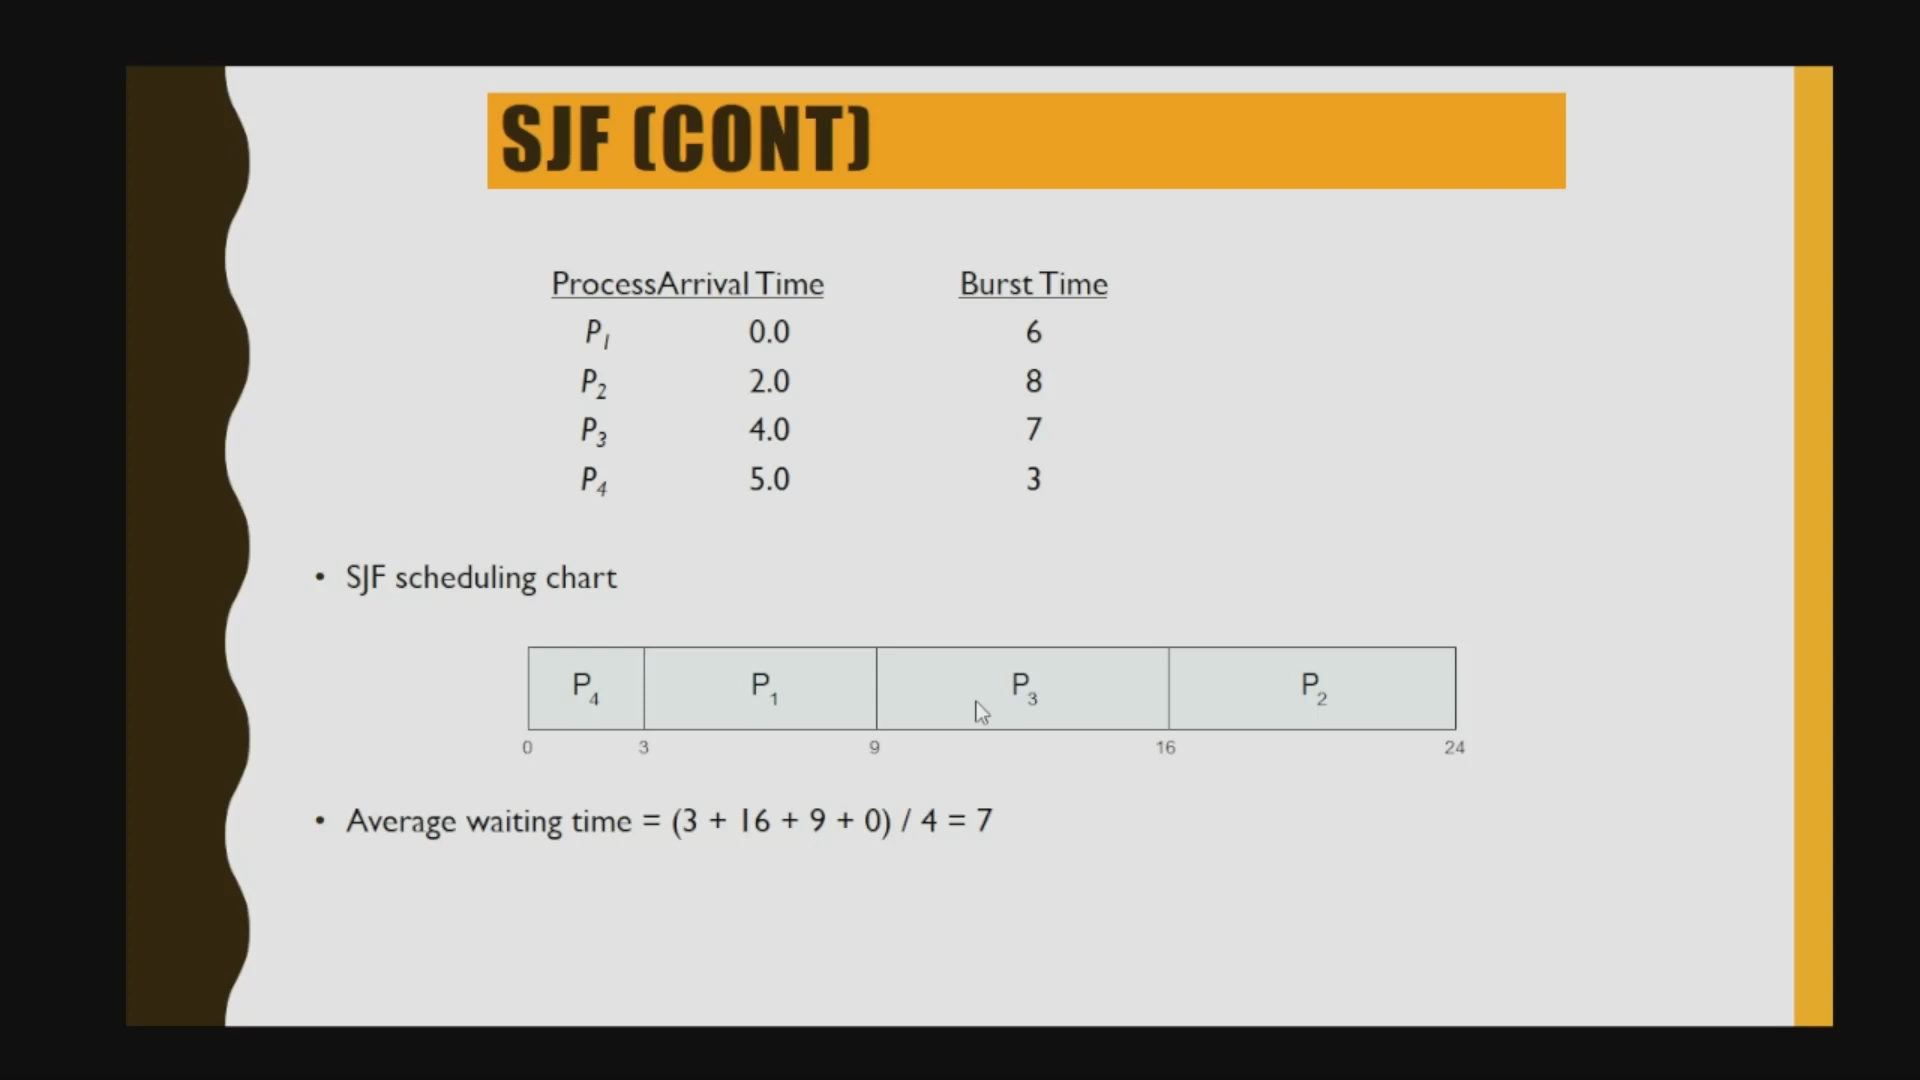 SJF (CONT)
ProcessArrival Time Burst Time
P1 0.0 6
P2 2.0 8
P3 4.0 7
P4 5.0 3
• SJF scheduling chart
P4 P1 P3 P2
0 3 9 16 24
• Average waiting time = (3 + 16 + 9 + 0) / 4 = 7